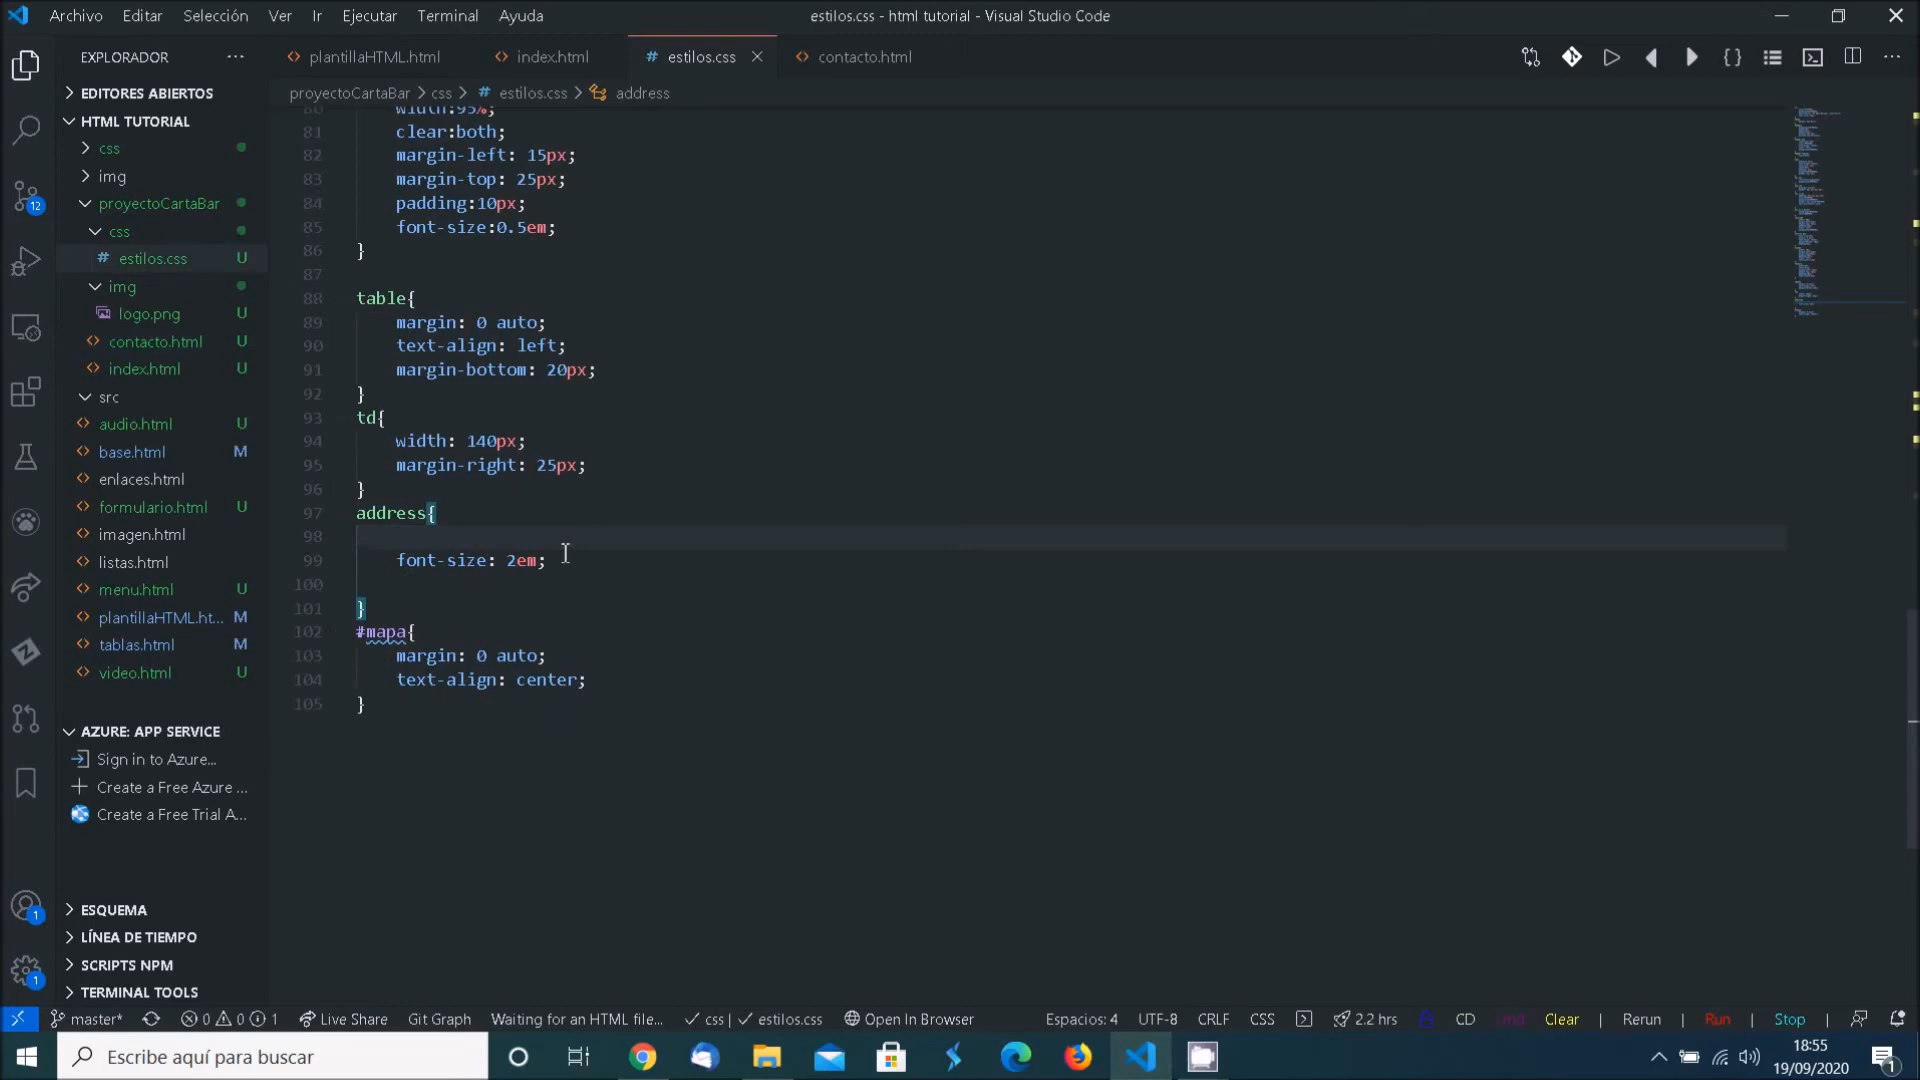 Archivo Editar Selección Ver Ir Ejecutar Terminal Ayuda
estilos.css - html tutorial - Visual Studio Code
EXPLORADOR
plantillaHTML.html index.html estilos.css contacto.html
EDITORES ABIERTOS
proyectoCartaBar > css > # estilos.css > address
HTML TUTORIAL
css
img
proyectoCartaBar
css
# estilos.css U
img
logo.png U
contacto.html U
index.html U
src
audio.html U
base.html M
enlaces.html
formulario.html U
imagen.html
listas.html
menu.html U
plantillaHTML.ht... M
tablas.html M
video.html U
AZURE: APP SERVICE
Sign in to Azure...
Create a Free Azure ...
Create a Free Trial A...
ESQUEMA
LÍNEA DE TIEMPO
SCRIPTS NPM
TERMINAL TOOLS
12
1
1
80 width:95%;
81 clear:both;
82 margin-left: 15px;
83 margin-top: 25px;
84 padding:10px;
85 font-size:0.5em;
86 }
87
88 table{
89 margin: 0 auto;
90 text-align: left;
91 margin-bottom: 20px;
92 }
93 td{
94 width: 140px;
95 margin-right: 25px;
96 }
97 address{
98
99 font-size: 2em;
100
101 }
102 #mapa{
103 margin: 0 auto;
104 text-align: center;
105 }
master* 0 0 1 Live Share Git Graph Waiting for an HTML file... css | estilos.css Open In Browser Espacios: 4 UTF-8 CRLF CSS 2.2 hrs CD cmd Clear | Rerun | Run | Stop |
Escribe aquí para buscar
18:55
19/09/2020
1